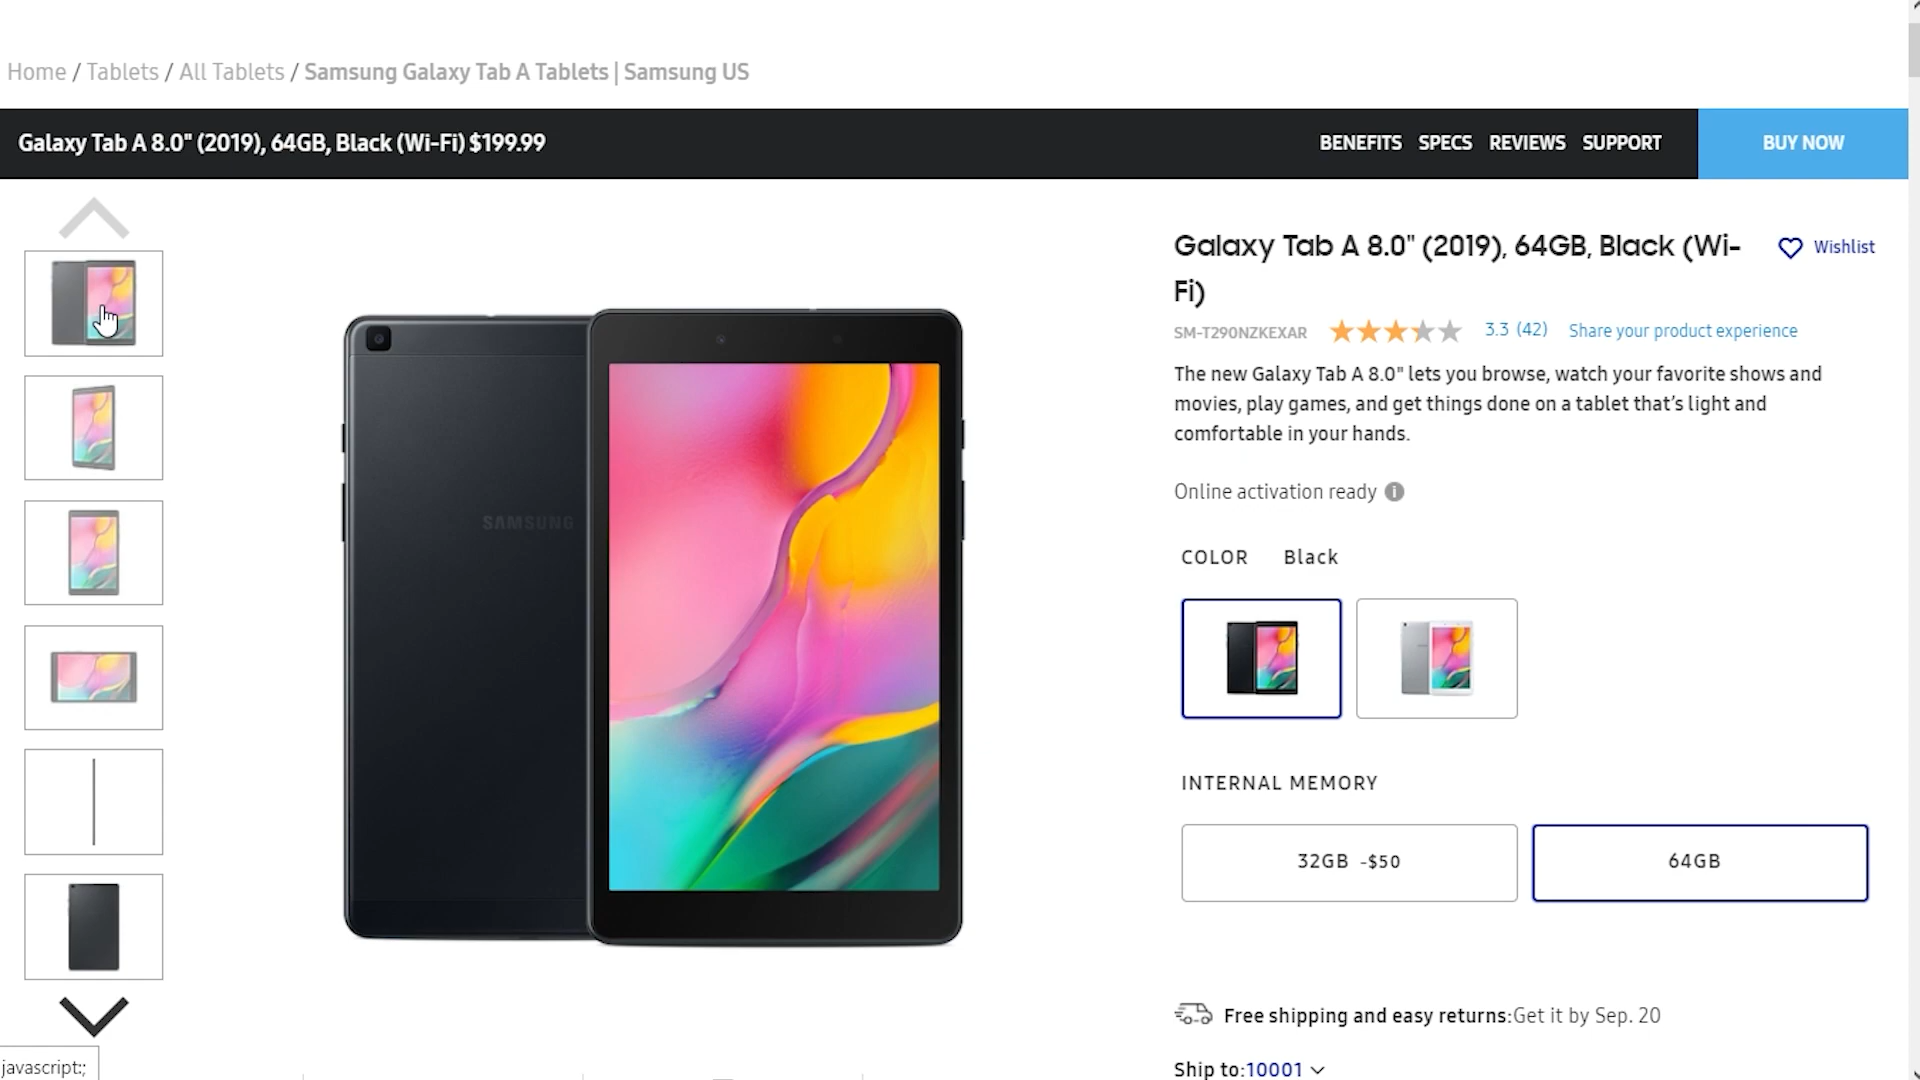 Home / Tablets / All Tablets / Samsung Galaxy Tab A Tablets | Samsung US
Galaxy Tab A 8.0" (2019), 64GB, Black (Wi-Fi) $199.99
BENEFITS SPECS REVIEWS SUPPORT
BUY NOW
Galaxy Tab A 8.0" (2019), 64GB, Black (Wi-
Fi)
Wishlist
SM-T290NZKEXAR
3.3 (42)
Share your product experience
The new Galaxy Tab A 8.0" lets you browse, watch your favorite shows and
movies, play games, and get things done on a tablet that’s light and
comfortable in your hands.
Online activation ready
SAMSUNG
COLOR Black
INTERNAL MEMORY
32GB -$50
64GB
Free shipping and easy returns:Get it by Sep. 20
Ship to:10001
javascript:;